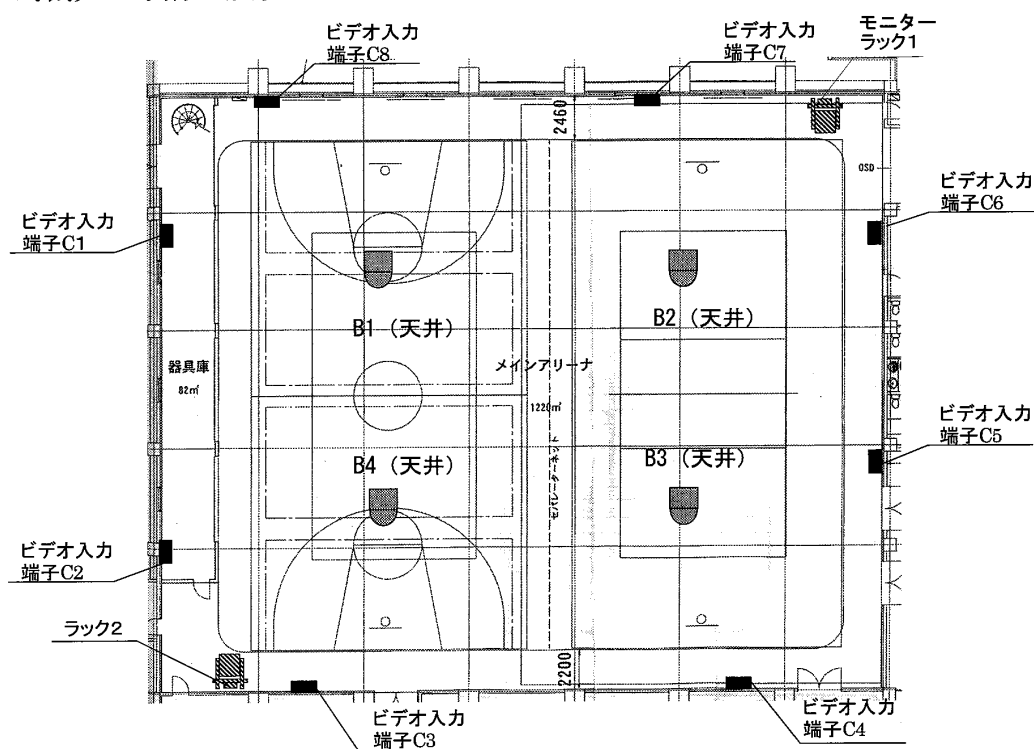 ビデオ入力
端子C8
ビデオ入力
端子C7
モニター
ラック1
2460
OSD
ビデオ入力
端子C6
ビデオ入力
端子C1
B1（天井）
B2（天井）
器具庫
82㎡
メインアリーナ
1220㎡
ビデオ入力
端子C5
B4（天井）
B3（天井）
セパレーターネット
ビデオ入力
端子C2
ラック2
2200
ビデオ入力
端子C3
ビデオ入力
端子C4